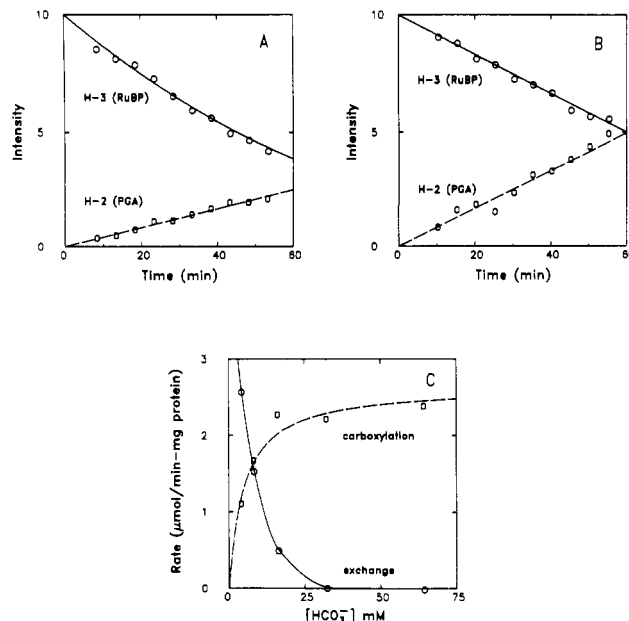 10
A
H-3 (RuBP)
Intensity
5
H-2 (PGA)
0
0 20 40 60
Time (min)
10
B
H-3 (RuBP)
Intensity
5
H-2 (PGA)
0
0 20 40 60
Time (min)
3
C
Rate (μmol/min-mg protein)
2
carboxylation
1
exchange
0
0 25 50 75
[HCO₃⁻] mM